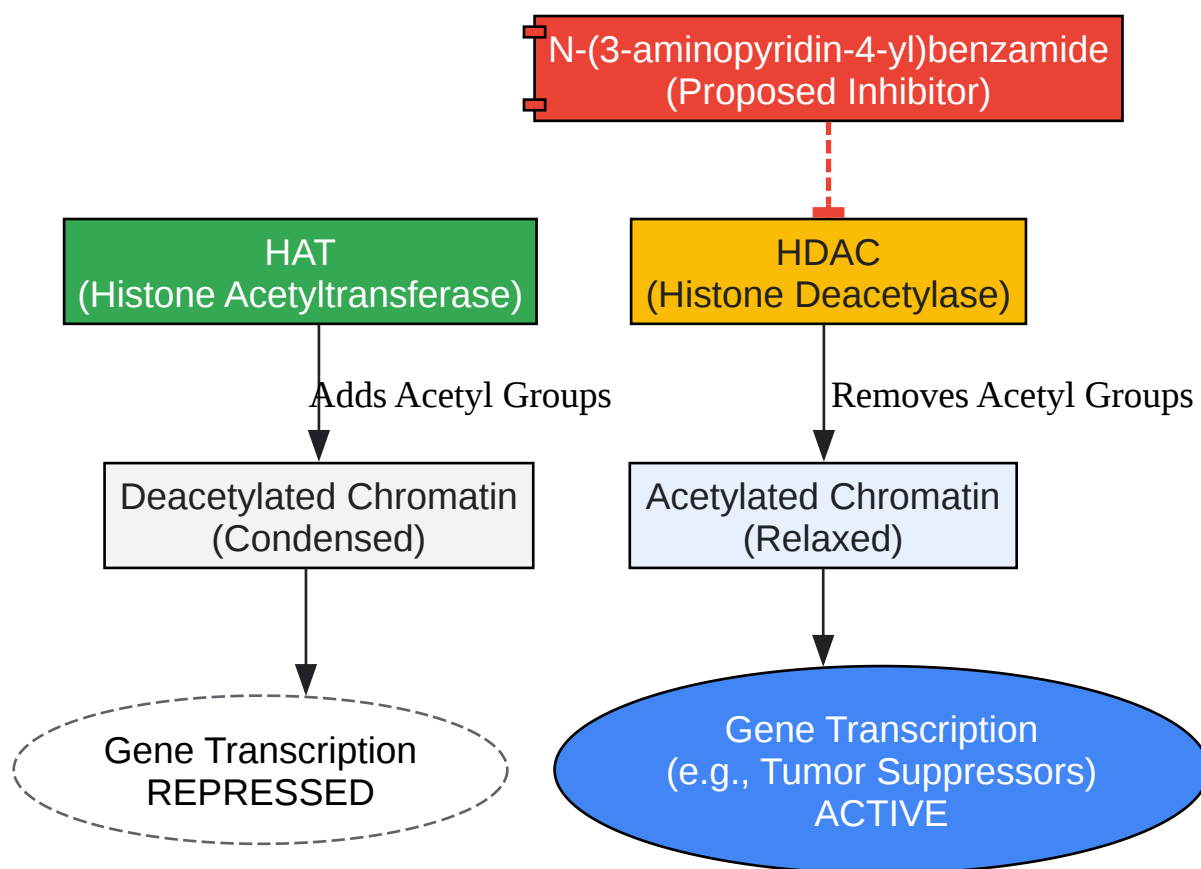 N-(3-aminopyridin-4-yl)benzamide
(Proposed Inhibitor)
HAT
(Histone Acetyltransferase)
HDAC
(Histone Deacetylase)
Adds Acetyl Groups
Removes Acetyl Groups
Deacetylated Chromatin
(Condensed)
Acetylated Chromatin
(Relaxed)
Gene Transcription
REPRESSED
Gene Transcription
(e.g., Tumor Suppressors)
ACTIVE